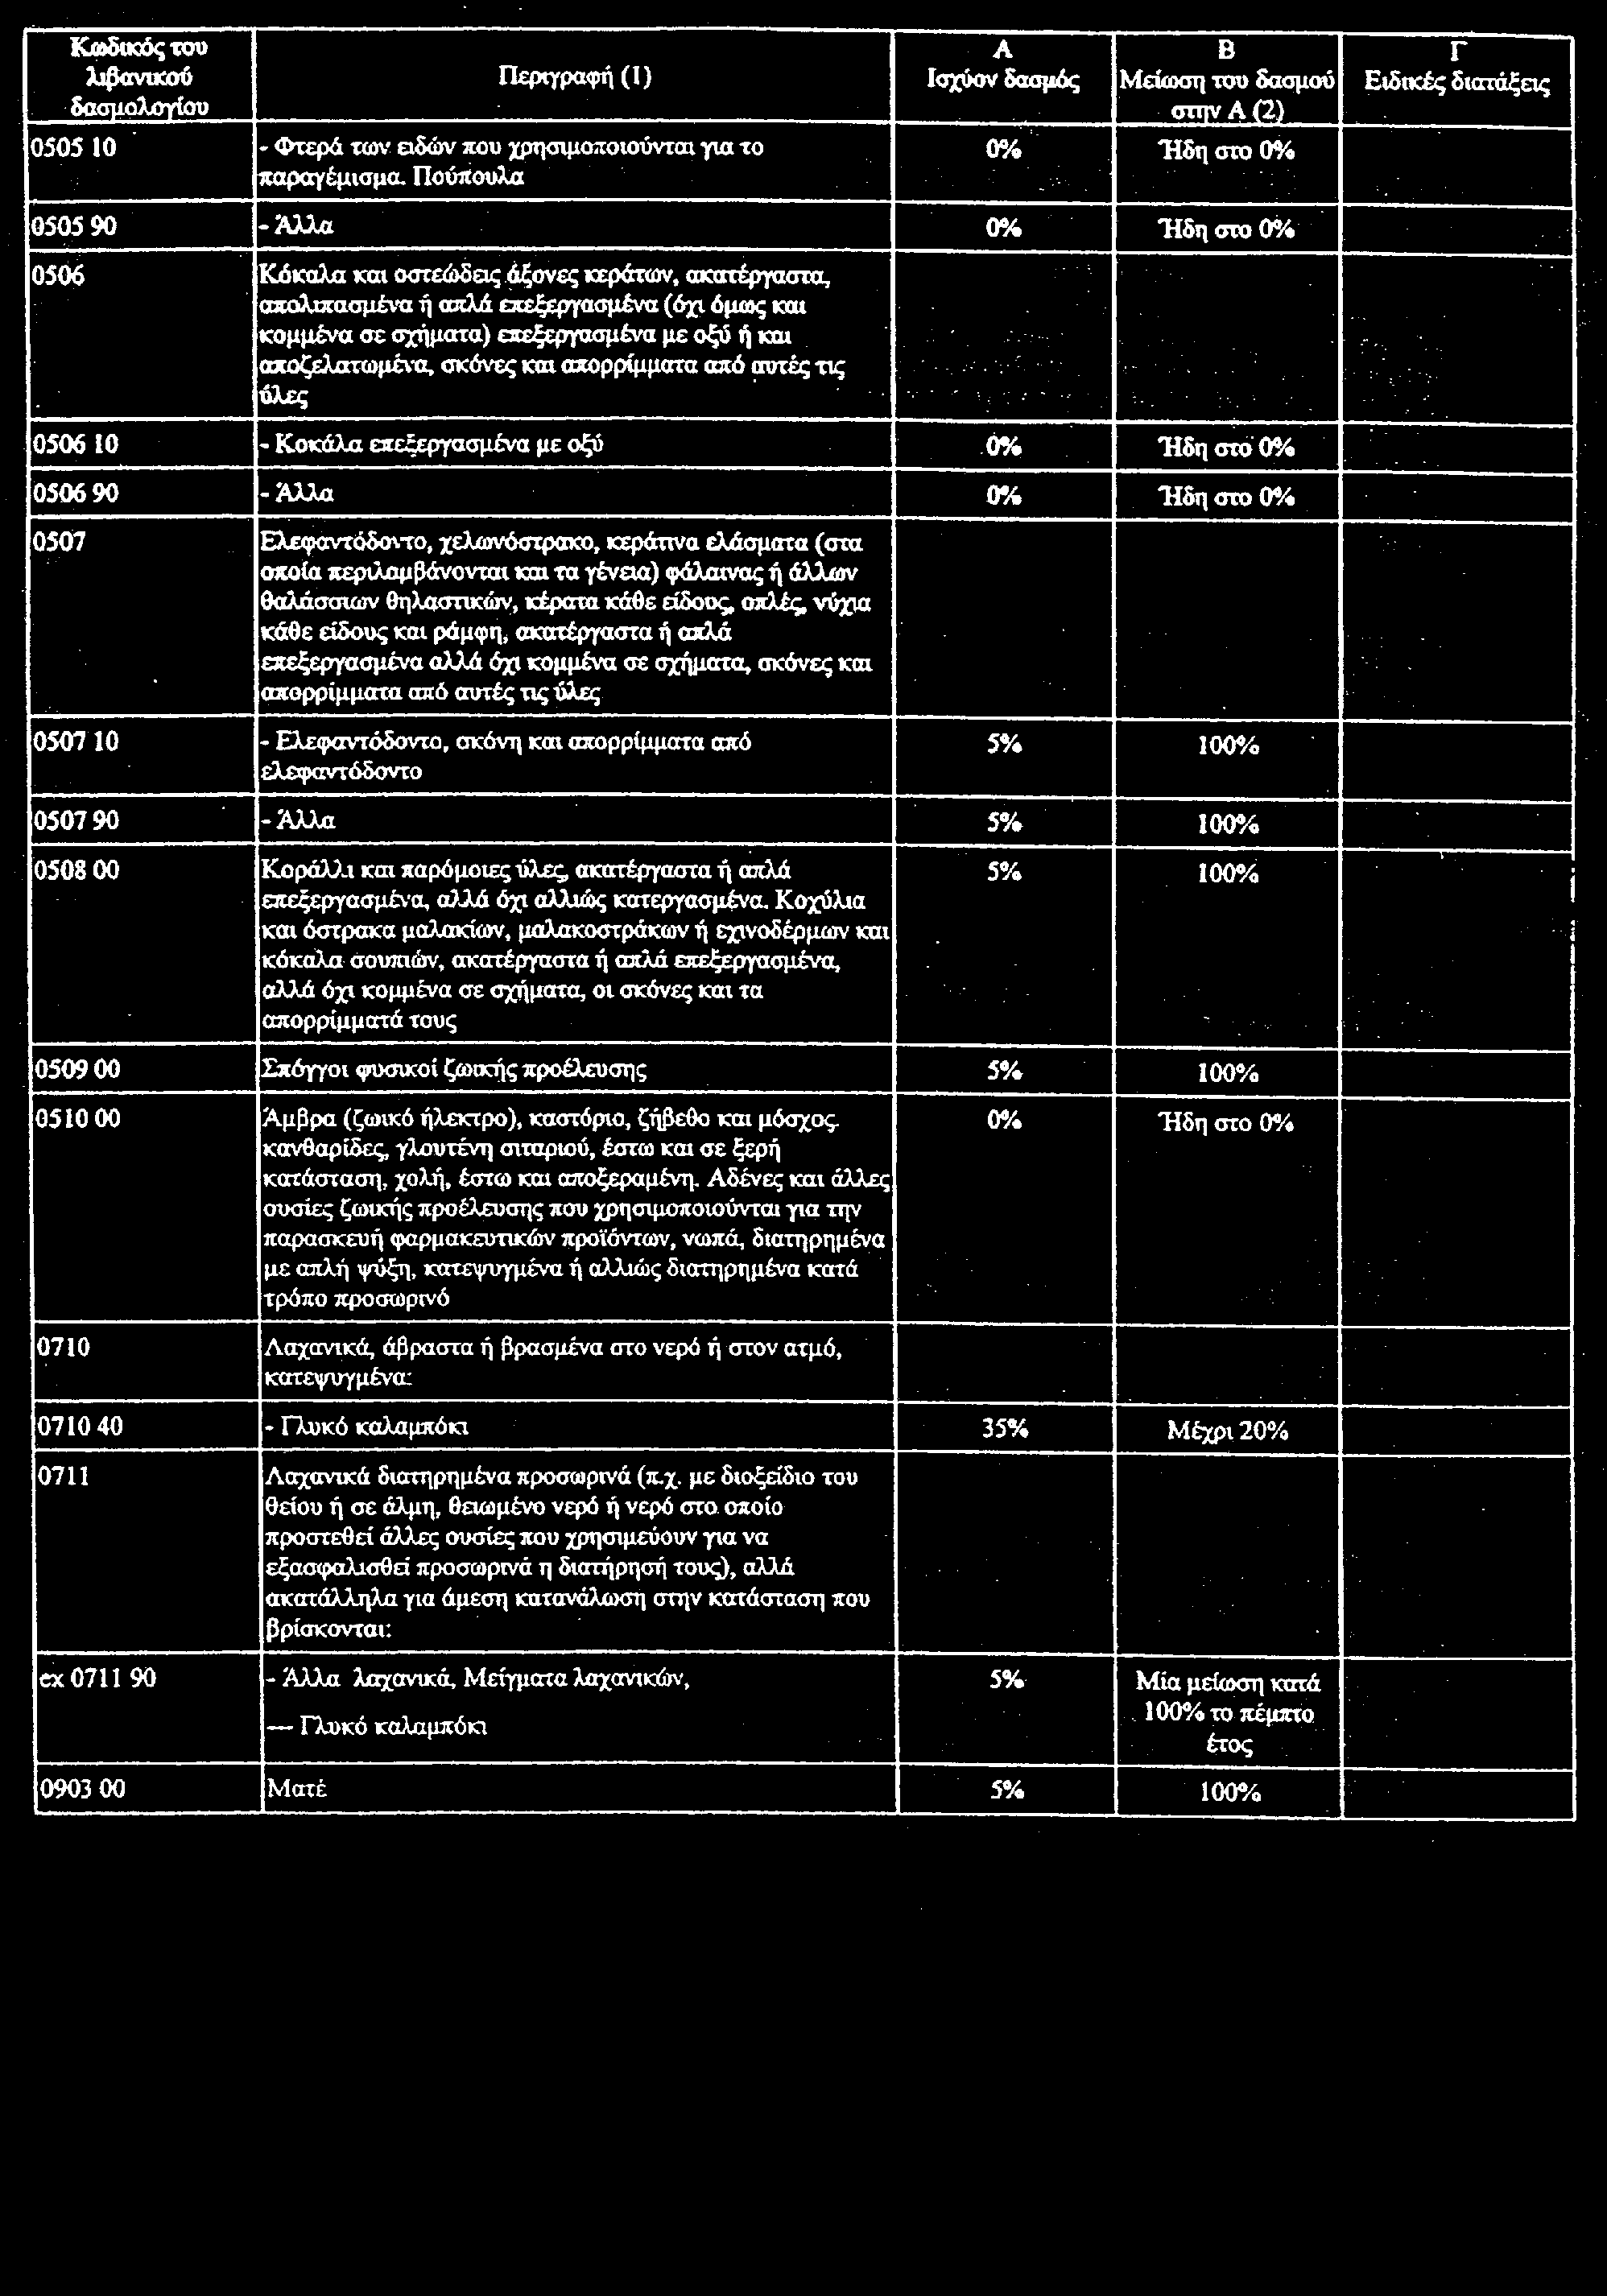 Κωδικός του
λιβανικού
δασμολογίου
Περιγραφή (1)
Α
Ισχύον δασμός
Β
Μείωση του δασμού
στην Α (2)
Γ
Ειδικές διατάξεις
0505 10
- Φτερά των ειδών που χρησιμοποιούνται για το
παραγέμισμα. Πούπουλα
0%
Ήδη στο 0%
0505 90
- Άλλα
0%
Ήδη στο 0%
0506
Κόκαλα και οστεώδεις άξονες κεράτων, ακατέργαστα,
απολιπασμένα ή απλά επεξεργασμένα (όχι όμως και
κομμένα σε σχήματα) επεξεργασμένα με οξύ ή και
αποζελατωμένα, σκόνες και απορρίμματα από αυτές τις
ύλες
0506 10
- Κοκάλα επεξεργασμένα με οξύ
0%
Ήδη στο 0%
0506 90
- Άλλα
0%
Ήδη στο 0%
0507
Ελεφαντόδοντο, χελωνόστρακο, κεράτινα ελάσματα (στα
οποία περιλαμβάνονται και τα γένεια) φάλαινας ή άλλων
θαλάσσιων θηλαστικών, κέρατα κάθε είδους, οπλές, νύχια
κάθε είδους και ράμφη, ακατέργαστα ή απλά
επεξεργασμένα αλλά όχι κομμένα σε σχήματα, σκόνες και
απορρίμματα από αυτές τις ύλες
0507 10
- Ελεφαντόδοντο, σκόνη και απορρίμματα από
ελεφαντόδοντο
5%
100%
0507 90
- Άλλα
5%
100%
0508 00
Κοράλλι και παρόμοιες ύλες, ακατέργαστα ή απλά
επεξεργασμένα, αλλά όχι αλλιώς κατεργασμένα. Κοχύλια
και όστρακα μαλακίων, μαλακοστράκων ή εχινοδέρμων και
κόκαλα σουπιών, ακατέργαστα ή απλά επεξεργασμένα,
αλλά όχι κομμένα σε σχήματα, οι σκόνες και τα
απορρίμματά τους
5%
100%
0509 00
Σπόγγοι φυσικοί ζωικής προέλευσης
5%
100%
0510 00
Άμβρα (ζωικό ήλεκτρο), καστόριο, ζήβεθο και μόσχος.
κανθαρίδες, γλουτένη σιταριού, έστω και σε ξερή
κατάσταση, χολή, έστω και αποξεραμένη. Αδένες και άλλες
ουσίες ζωικής προέλευσης που χρησιμοποιούνται για την
παρασκευή φαρμακευτικών προϊόντων, νωπά, διατηρημένα
με απλή ψύξη, κατεψυγμένα ή αλλιώς διατηρημένα κατά
τρόπο προσωρινό
0%
Ήδη στο 0%
0710
Λαχανικά, άβραστα ή βρασμένα στο νερό ή στον ατμό,
κατεψυγμένα:
0710 40
- Γλυκό καλαμπόκι
35%
Μέχρι 20%
0711
Λαχανικά διατηρημένα προσωρινά (π.χ. με διοξείδιο του
θείου ή σε άλμη, θειωμένο νερό ή νερό στο οποίο
προστεθεί άλλες ουσίες που χρησιμεύουν για να
εξασφαλισθεί προσωρινά η διατήρησή τους), αλλά
ακατάλληλα για άμεση κατανάλωση στην κατάσταση που
βρίσκονται:
ex 0711 90
- Άλλα λαχανικά, Μείγματα λαχανικών,
— Γλυκό καλαμπόκι
5%
Μία μείωση κατά
100% το πέμπτο
έτος
0903 00
Ματέ
5%
100%